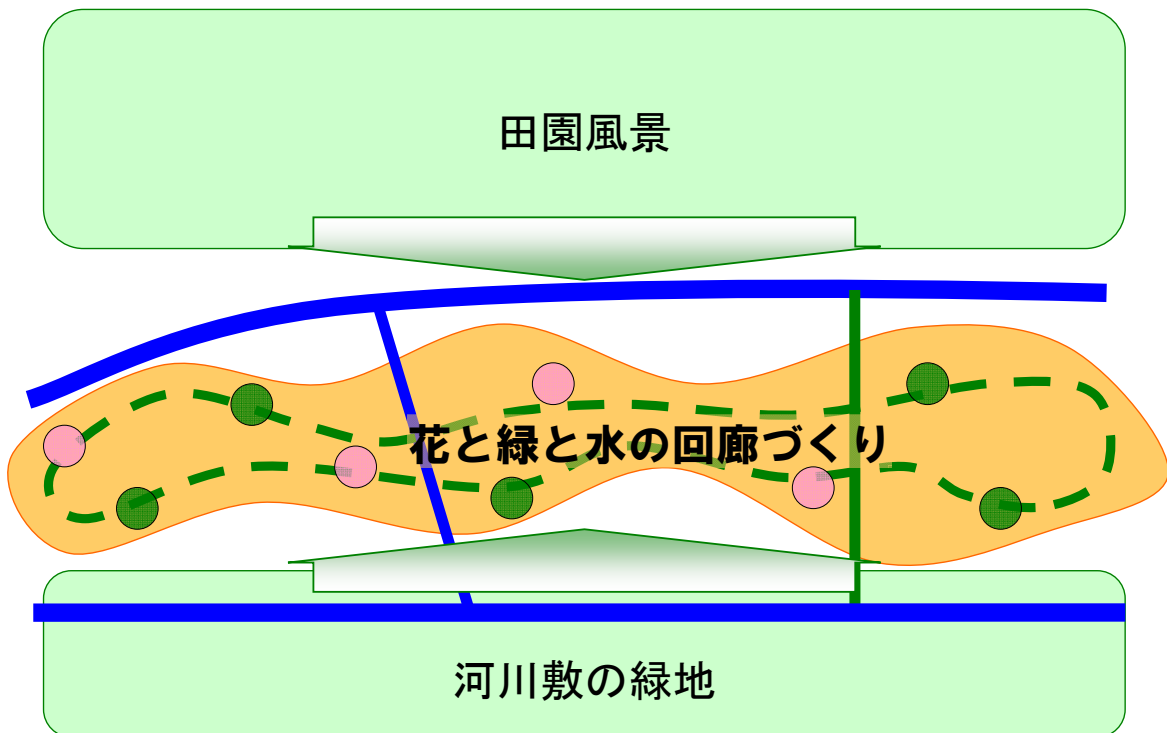 田園風景
花と緑と水の回廊づくり
河川敷の緑地